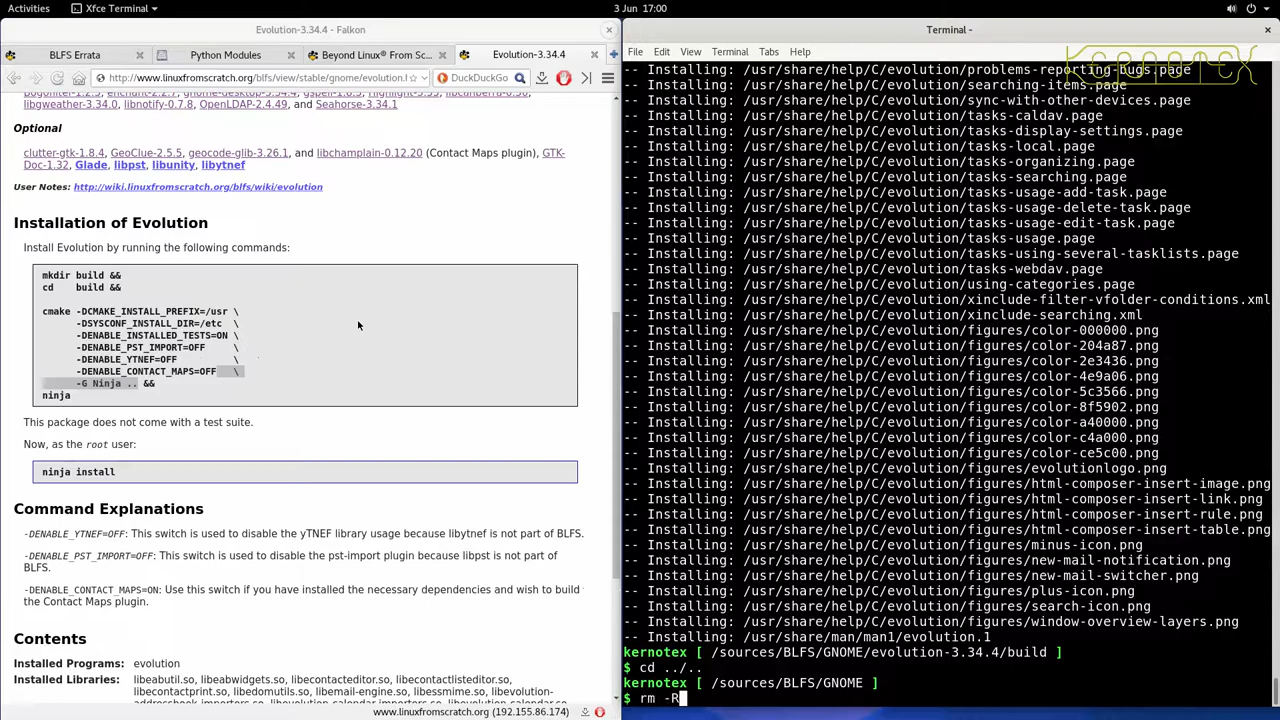 Activities Xfce Terminal 3 Jun 17:00
Evolution-3.34.4 - Falkon
BLFS Errata Python Modules Beyond Linux® From Sc... Evolution-3.34.4
http://www.linuxfromscratch.org/blfs/view/stable/gnome/evolution.l DuckDuckGo
libgweather-3.34.0, libnotify-0.7.8, OpenLDAP-2.4.49, and Seahorse-3.34.1
Optional
clutter-gtk-1.8.4, GeoClue-2.5.5, geocode-glib-3.26.1, and libchamplain-0.12.20 (Contact Maps plugin), GTK-
Doc-1.32, Glade, libpst, libunity, libytnef
User Notes: http://wiki.linuxfromscratch.org/blfs/wiki/evolution
Installation of Evolution
Install Evolution by running the following commands:
mkdir build &&
cd    build &&
cmake -DCMAKE_INSTALL_PREFIX=/usr \
-DSYSCONF_INSTALL_DIR=/etc  \
-DENABLE_INSTALLED_TESTS=ON \
-DENABLE_PST_IMPORT=OFF     \
-DENABLE_YTNEF=OFF          \
-DENABLE_CONTACT_MAPS=OFF   \
-G Ninja .. &&
ninja
This package does not come with a test suite.
Now, as the root user:
ninja install
Command Explanations
-DENABLE_YTNEF=OFF: This switch is used to disable the yTNEF library usage because libytnef is not part of BLFS.
-DENABLE_PST_IMPORT=OFF: This switch is used to disable the pst-import plugin because libpst is not part of
BLFS.
-DENABLE_CONTACT_MAPS=ON: Use this switch if you have installed the necessary dependencies and wish to build
the Contact Maps plugin.
Contents
Installed Programs: evolution
Installed Libraries: libeabutil.so, libeabwidgets.so, libecontacteditor.so, libecontactlisteditor.so,
libecontactprint.so, libedomutils.so, libemail-engine.so, libessmime.so, libevolution-
www.linuxfromscratch.org (192.155.86.174)
Terminal -
File Edit View Terminal Tabs Help
KERNOTEX
-- Installing: /usr/share/help/C/evolution/problems-reporting-bugs.page
-- Installing: /usr/share/help/C/evolution/searching-items.page
-- Installing: /usr/share/help/C/evolution/sync-with-other-devices.page
-- Installing: /usr/share/help/C/evolution/tasks-caldav.page
-- Installing: /usr/share/help/C/evolution/tasks-display-settings.page
-- Installing: /usr/share/help/C/evolution/tasks-local.page
-- Installing: /usr/share/help/C/evolution/tasks-organizing.page
-- Installing: /usr/share/help/C/evolution/tasks-searching.page
-- Installing: /usr/share/help/C/evolution/tasks-usage-add-task.page
-- Installing: /usr/share/help/C/evolution/tasks-usage-delete-task.page
-- Installing: /usr/share/help/C/evolution/tasks-usage-edit-task.page
-- Installing: /usr/share/help/C/evolution/tasks-usage.page
-- Installing: /usr/share/help/C/evolution/tasks-using-several-tasklists.page
-- Installing: /usr/share/help/C/evolution/tasks-webdav.page
-- Installing: /usr/share/help/C/evolution/using-categories.page
-- Installing: /usr/share/help/C/evolution/xinclude-filter-vfolder-conditions.xml
-- Installing: /usr/share/help/C/evolution/xinclude-searching.xml
-- Installing: /usr/share/help/C/evolution/figures/color-000000.png
-- Installing: /usr/share/help/C/evolution/figures/color-204a87.png
-- Installing: /usr/share/help/C/evolution/figures/color-2e3436.png
-- Installing: /usr/share/help/C/evolution/figures/color-4e9a06.png
-- Installing: /usr/share/help/C/evolution/figures/color-5c3566.png
-- Installing: /usr/share/help/C/evolution/figures/color-8f5902.png
-- Installing: /usr/share/help/C/evolution/figures/color-a40000.png
-- Installing: /usr/share/help/C/evolution/figures/color-c4a000.png
-- Installing: /usr/share/help/C/evolution/figures/color-ce5c00.png
-- Installing: /usr/share/help/C/evolution/figures/evolutionlogo.png
-- Installing: /usr/share/help/C/evolution/figures/html-composer-insert-image.png
-- Installing: /usr/share/help/C/evolution/figures/html-composer-insert-link.png
-- Installing: /usr/share/help/C/evolution/figures/html-composer-insert-rule.png
-- Installing: /usr/share/help/C/evolution/figures/html-composer-insert-table.png
-- Installing: /usr/share/help/C/evolution/figures/minus-icon.png
-- Installing: /usr/share/help/C/evolution/figures/new-mail-notification.png
-- Installing: /usr/share/help/C/evolution/figures/new-mail-switcher.png
-- Installing: /usr/share/help/C/evolution/figures/plus-icon.png
-- Installing: /usr/share/help/C/evolution/figures/search-icon.png
-- Installing: /usr/share/help/C/evolution/figures/window-overview-layers.png
-- Installing: /usr/share/man/man1/evolution.1
kernotex [ /sources/BLFS/GNOME/evolution-3.34.4/build ]
$ cd ../..
kernotex [ /sources/BLFS/GNOME ]
$ rm -R